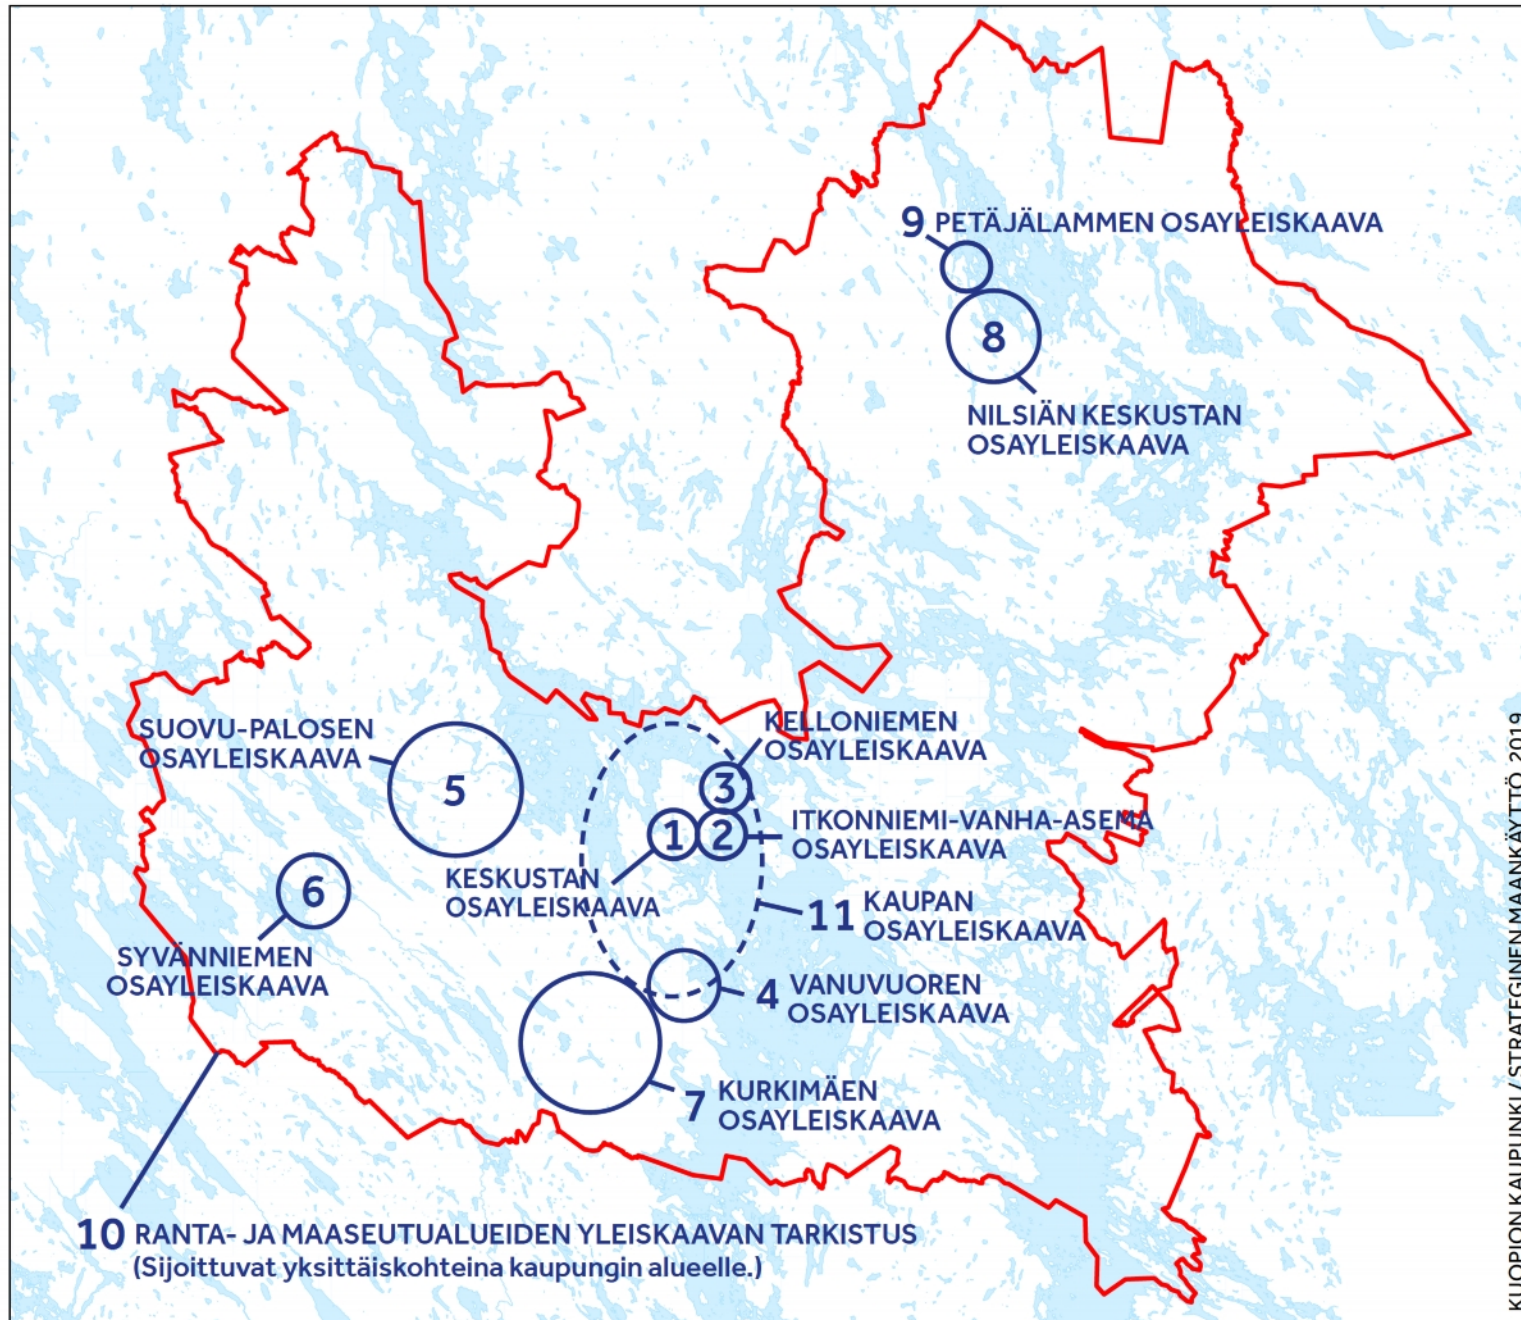 9 PETÄJÄLAMMEN OSAYLEISKAAVA
8
NILSIÄN KESKUSTAN
OSAYLEISKAAVA
SUOVU-PALOSEN
OSAYLEISKAAVA
5
KELLONIEMEN
OSAYLEISKAAVA
3
1
2
ITKONNIEMI-VANHA-ASEMA
OSAYLEISKAAVA
KESKUSTAN
OSAYLEISKAAVA
6
SYVÄNNIEMEN
OSAYLEISKAAVA
11 KAUPAN
OSAYLEISKAAVA
4 VANUVUOREN
OSAYLEISKAAVA
7 KURKIMÄEN
OSAYLEISKAAVA
10 RANTA- JA MAASEUTUALUEIDEN YLEISKAAVAN TARKISTUS
(Sijoittuvat yksittäiskohteina kaupungin alueelle.)
KUOPION KAUPUNKI / STRATEGINEN MAANKÄYTTÖ 2019